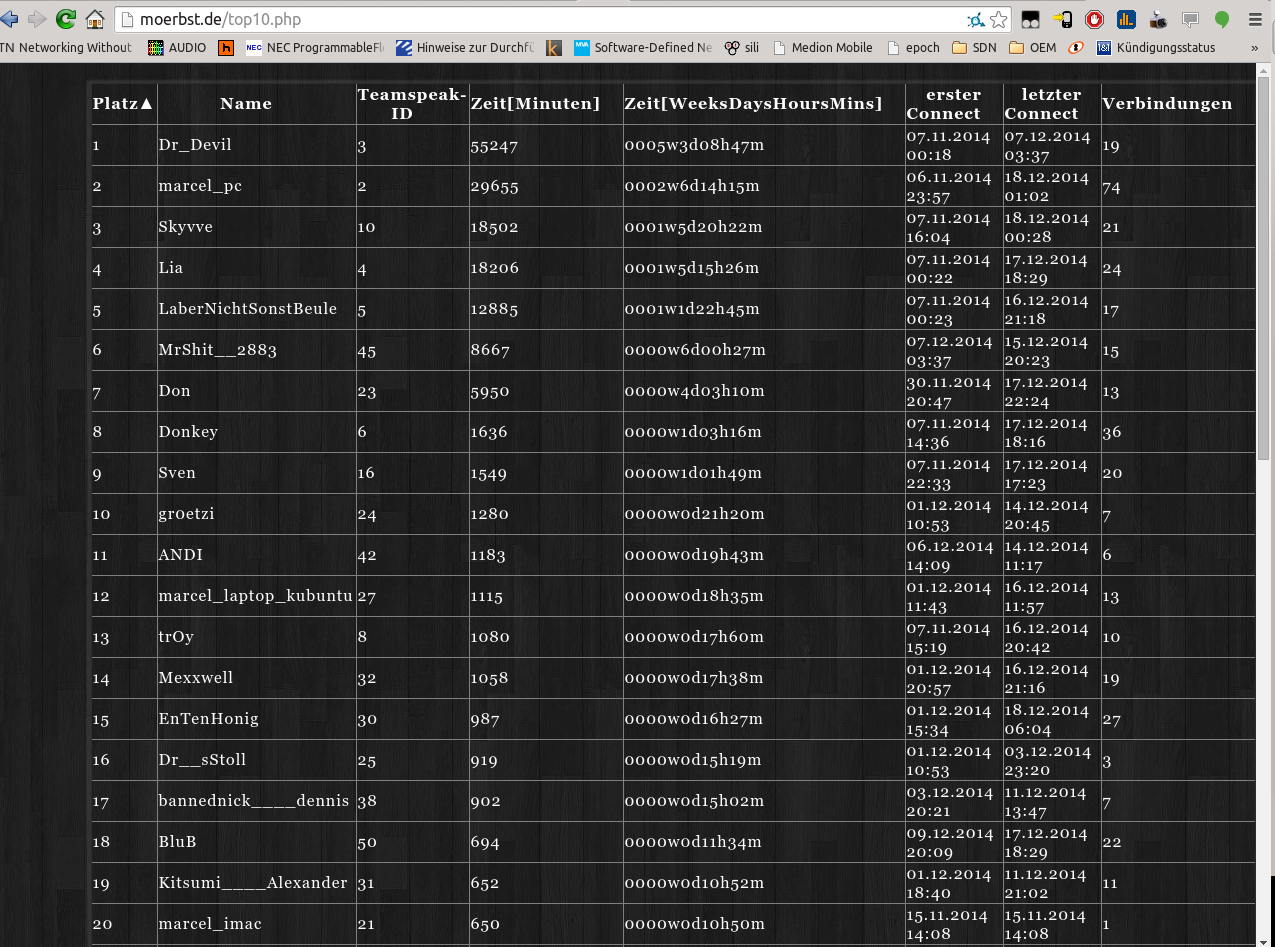 moerbst.de/top10.php
TN Networking Without AUDIO NEC ProgrammableFl Hinweise zur Durchfü Software-Defined Ne sili Medion Mobile epoch SDN OEM Kündigungsstatus »
Platz▲ Name Teamspeak-ID Zeit[Minuten] Zeit[WeeksDaysHoursMins] erster Connect letzter Connect Verbindungen
1 Dr_Devil 3 55247 0005w3d08h47m 07.11.2014 00:18 07.12.2014 03:37 19
2 marcel_pc 2 29655 0002w6d14h15m 06.11.2014 23:57 18.12.2014 01:02 74
3 Skyvve 10 18502 0001w5d20h22m 07.11.2014 16:04 18.12.2014 00:28 21
4 Lia 4 18206 0001w5d15h26m 07.11.2014 00:22 17.12.2014 18:29 24
5 LaberNichtSonstBeule 5 12885 0001w1d22h45m 07.11.2014 00:23 16.12.2014 21:18 17
6 MrShit__2883 45 8667 0000w6d00h27m 07.12.2014 03:37 15.12.2014 20:23 15
7 Don 23 5950 0000w4d03h10m 30.11.2014 20:47 17.12.2014 22:24 13
8 Donkey 6 1636 0000w1d03h16m 07.11.2014 14:36 17.12.2014 18:16 36
9 Sven 16 1549 0000w1d01h49m 07.11.2014 22:33 17.12.2014 17:23 20
10 gr0etzi 24 1280 0000w0d21h20m 01.12.2014 10:53 14.12.2014 20:45 7
11 ANDI 42 1183 0000w0d19h43m 06.12.2014 14:09 14.12.2014 11:17 6
12 marcel_laptop_kubuntu 27 1115 0000w0d18h35m 01.12.2014 11:43 16.12.2014 11:57 13
13 trOy 8 1080 0000w0d17h60m 07.11.2014 15:19 16.12.2014 20:42 10
14 Mexxwell 32 1058 0000w0d17h38m 01.12.2014 20:57 16.12.2014 21:16 19
15 EnTenHonig 30 987 0000w0d16h27m 01.12.2014 15:34 18.12.2014 06:04 27
16 Dr__sStoll 25 919 0000w0d15h19m 01.12.2014 10:53 03.12.2014 23:20 3
17 bannednick____dennis 38 902 0000w0d15h02m 03.12.2014 20:21 11.12.2014 13:47 7
18 BluB 50 694 0000w0d11h34m 09.12.2014 20:09 17.12.2014 18:29 22
19 Kitsumi____Alexander 31 652 0000w0d10h52m 01.12.2014 18:40 11.12.2014 21:02 11
20 marcel_imac 21 650 0000w0d10h50m 15.11.2014 14:08 15.11.2014 14:08 1